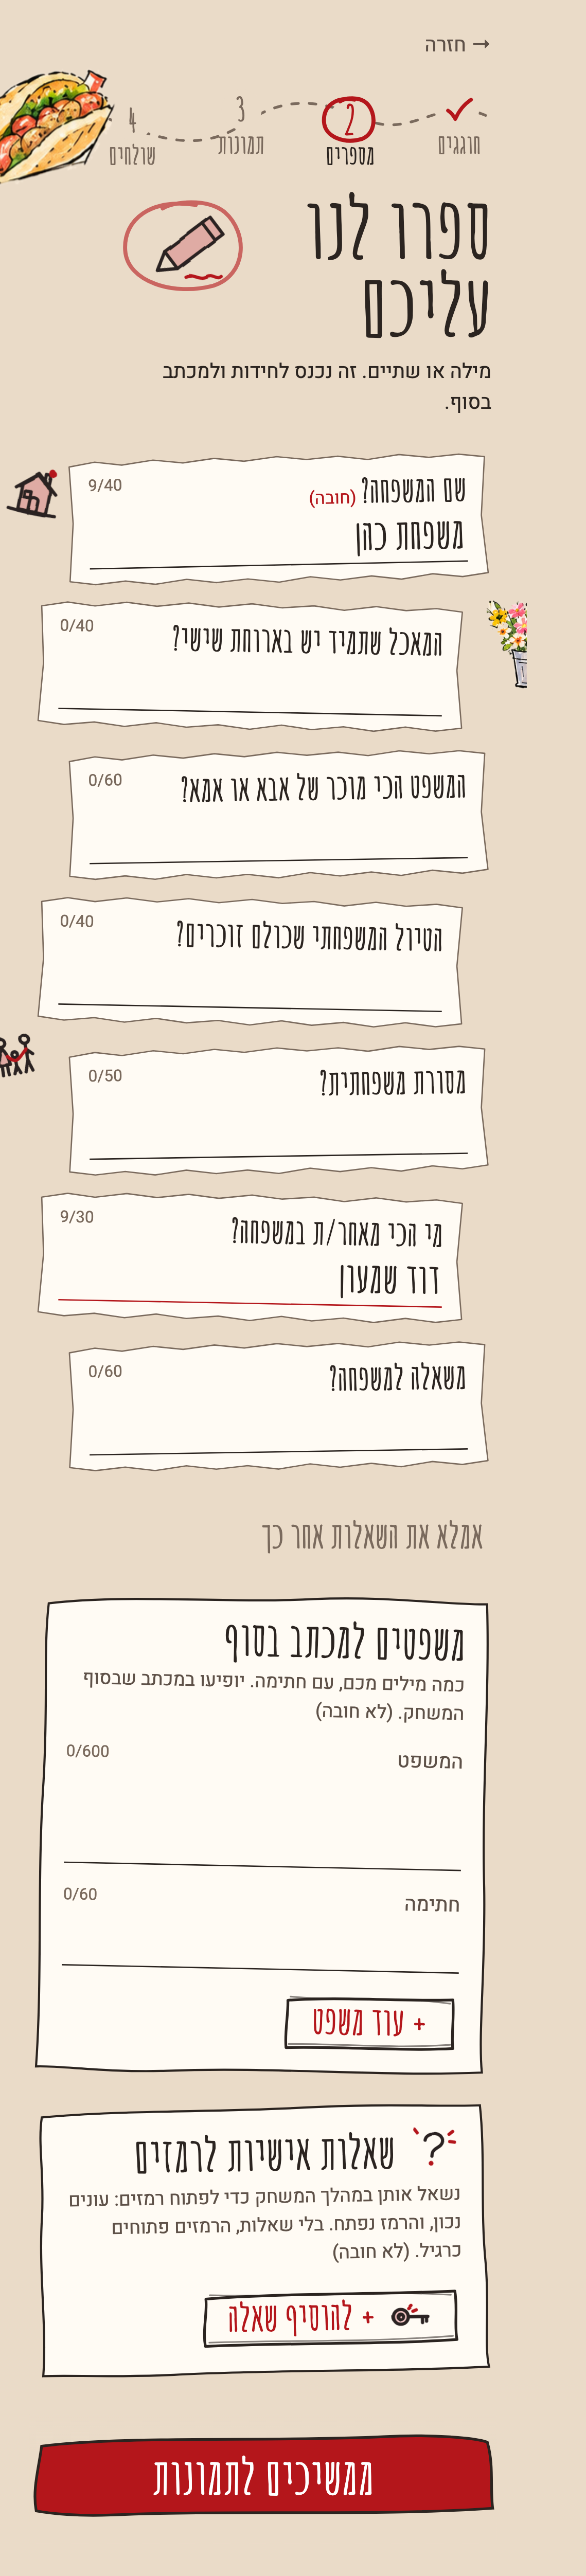 → חזרה
חוגגים
2
מספרים
3
תמונות
4
שולחים
ספרו לנו
עליכם
מילה או שתיים. זה נכנס לחידות ולמכתב
בסוף.
שם המשפחה? (חובה)
9/40
משפחת כהן
המאכל שתמיד יש בארוחת שישי?
0/40
המשפט הכי מוכר של אבא או אמא?
0/60
הטיול המשפחתי שכולם זוכרים?
0/40
מסורת משפחתית?
0/50
מי הכי מאחר/ת במשפחה?
9/30
דוד שמעון
משאלה למשפחה?
0/60
אמלא את השאלות אחר כך
משפטים למכתב בסוף
כמה מילים מכם, עם חתימה. יופיעו במכתב שבסוף
המשחק. (לא חובה)
המשפט
0/600
חתימה
0/60
+ עוד משפט
שאלות אישיות לרמזים
נשאל אותן במהלך המשחק כדי לפתוח רמזים: עונים
נכון, והרמז נפתח. בלי שאלות, הרמזים פתוחים
כרגיל. (לא חובה)
+ להוסיף שאלה
ממשיכים לתמונות